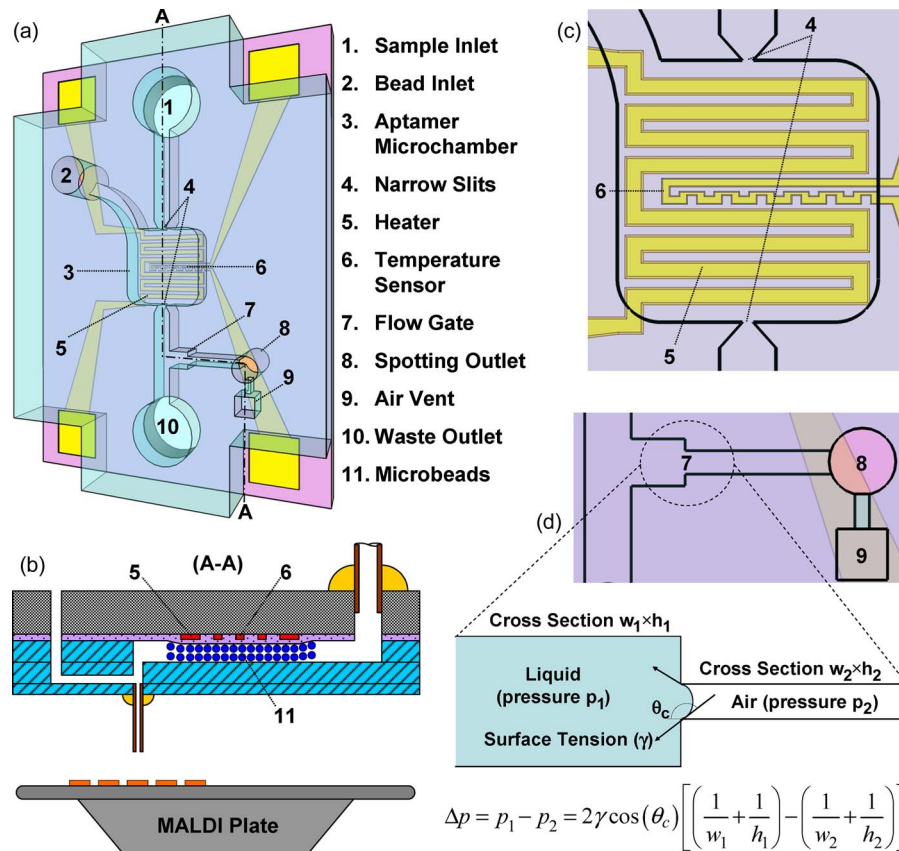 (a)
A
1
2
4
3
6
5
7
8
9
10
A
1. Sample Inlet
2. Bead Inlet
3. Aptamer
Microchamber
4. Narrow Slits
5. Heater
6. Temperature
Sensor
7. Flow Gate
8. Spotting Outlet
9. Air Vent
10. Waste Outlet
11. Microbeads
(b)
(A-A)
5
6
11
MALDI Plate
(c)
4
6
5
7
8
9
(d)
Cross Section w₁×h₁
Cross Section w₂×h₂
Liquid
(pressure p₁)
Air (pressure p₂)
θc
Surface Tension (γ)
Δp = p₁ − p₂ = 2γcos(θc)[(1/w₁ + 1/h₁) − (1/w₂ + 1/h₂)]